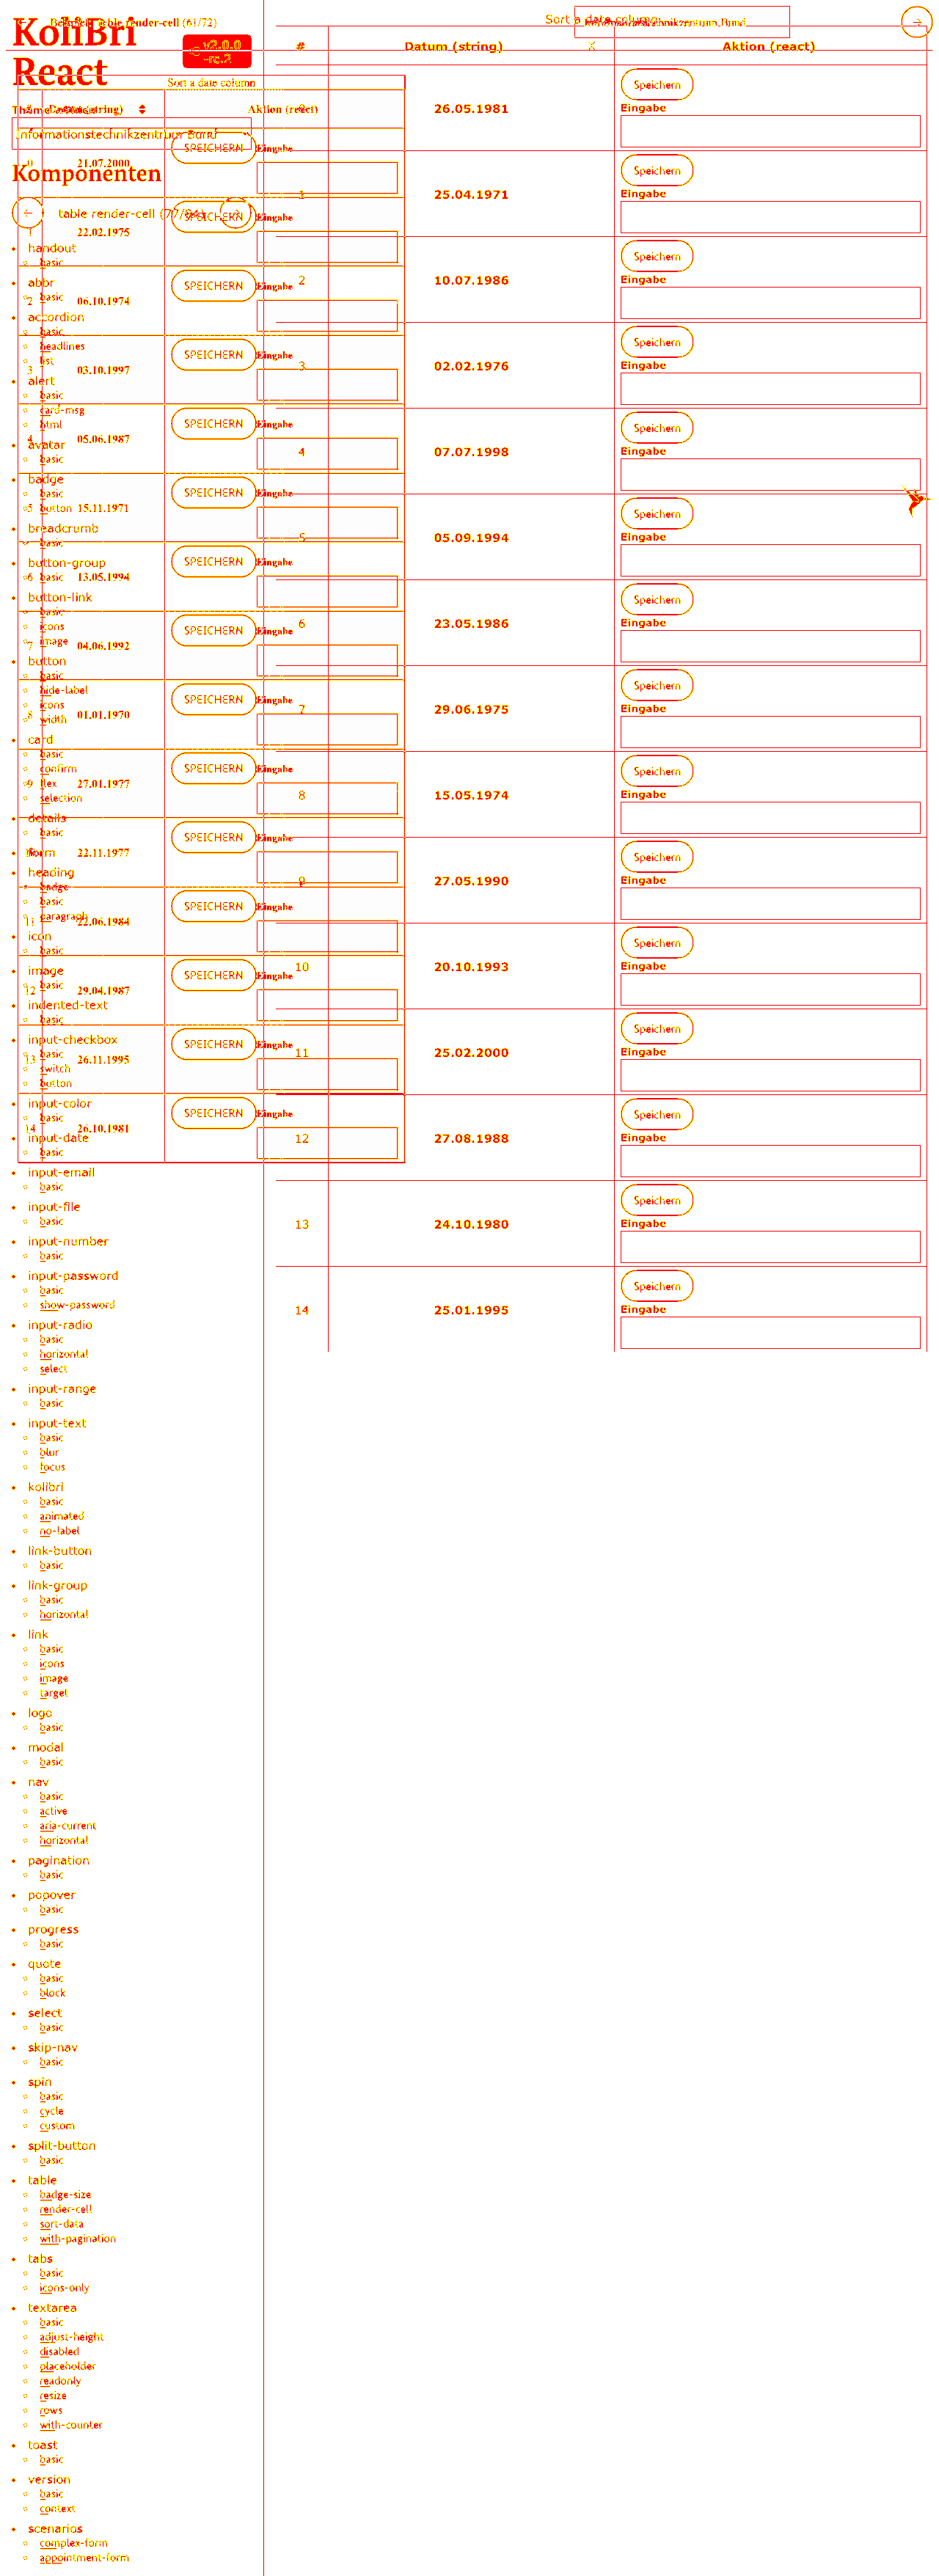 KoliBri
React
v2.0.0
-rc.2
Informationstechnikzentrum Bund
Komponenten
table render-cell (77/84)
handout
basic
abbr
basic
accordion
basic
headlines
list
alert
basic
card-msg
html
avatar
basic
badge
basic
button
breadcrumb
basic
button-group
basic
button-link
basic
icons
image
button
basic
hide-label
icons
width
card
basic
confirm
flex
selection
details
basic
form
heading
badge
basic
paragraph
icon
basic
image
basic
indented-text
basic
input-checkbox
basic
switch
button
input-color
basic
input-date
basic
input-email
basic
input-file
basic
input-number
basic
input-password
basic
show-password
input-radio
basic
horizontal
select
input-range
basic
input-text
basic
blur
focus
kolibri
basic
animated
no-label
link-button
basic
link-group
basic
horizontal
link
basic
icons
image
target
logo
basic
modal
basic
nav
basic
active
aria-current
horizontal
pagination
basic
popover
basic
progress
basic
quote
basic
block
select
basic
skip-nav
basic
spin
basic
cycle
custom
split-button
basic
table
badge-size
render-cell
sort-data
with-pagination
tabs
basic
icons-only
textarea
basic
adjust-height
disabled
placeholder
readonly
resize
rows
with-counter
toast
basic
version
basic
context
scenarios
complex-form
appointment-form
table render-cell (61/72)
Sort a date column
Aktion (react)
0 21.07.2000 SPEICHERN Eingabe
1 22.02.1975 SPEICHERN Eingabe
2 06.10.1974 SPEICHERN Eingabe
3 03.10.1997 SPEICHERN Eingabe
4 05.06.1987 SPEICHERN Eingabe
5 15.11.1971 SPEICHERN Eingabe
6 13.05.1994 SPEICHERN Eingabe
7 04.06.1992 SPEICHERN Eingabe
8 01.01.1970 SPEICHERN Eingabe
9 27.01.1977 SPEICHERN Eingabe
22.11.1977 SPEICHERN Eingabe
11 22.06.1984 SPEICHERN Eingabe
12 29.04.1987 SPEICHERN Eingabe
13 26.11.1995 SPEICHERN Eingabe
14 26.10.1981 SPEICHERN Eingabe
Sort a date column
# Datum (string) Aktion (react)
26.05.1981 Speichern
Eingabe
1 25.04.1971 Speichern
Eingabe
2 10.07.1986 Speichern
Eingabe
3 02.02.1976 Speichern
Eingabe
4 07.07.1998 Speichern
Eingabe
5 05.09.1994 Speichern
Eingabe
6 23.05.1986 Speichern
Eingabe
7 29.06.1975 Speichern
Eingabe
8 15.05.1974 Speichern
Eingabe
9 27.05.1990 Speichern
Eingabe
10 20.10.1993 Speichern
Eingabe
11 25.02.2000 Speichern
Eingabe
12 27.08.1988 Speichern
Eingabe
13 24.10.1980 Speichern
Eingabe
14 25.01.1995 Speichern
Eingabe